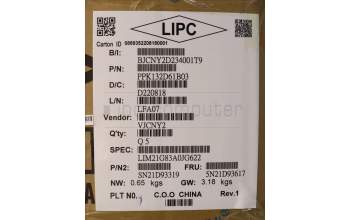 LIPC
Carton ID 6869352208180001
B/I:
BJCNY2D234001T9
P/N:
PPK132D61B03
D/C:
D220818
L/N:
LFA07
Vendor:
VJCNY2
Q'ty:
Q 5
SPEC:
LIM21G83A0JG622
P/N2: FRU:
SN21D93319 5N21D93617
NW: 0.65 kgs GW: 3.18 kgs
PLT NO. C.O.O CHINA Rev.1